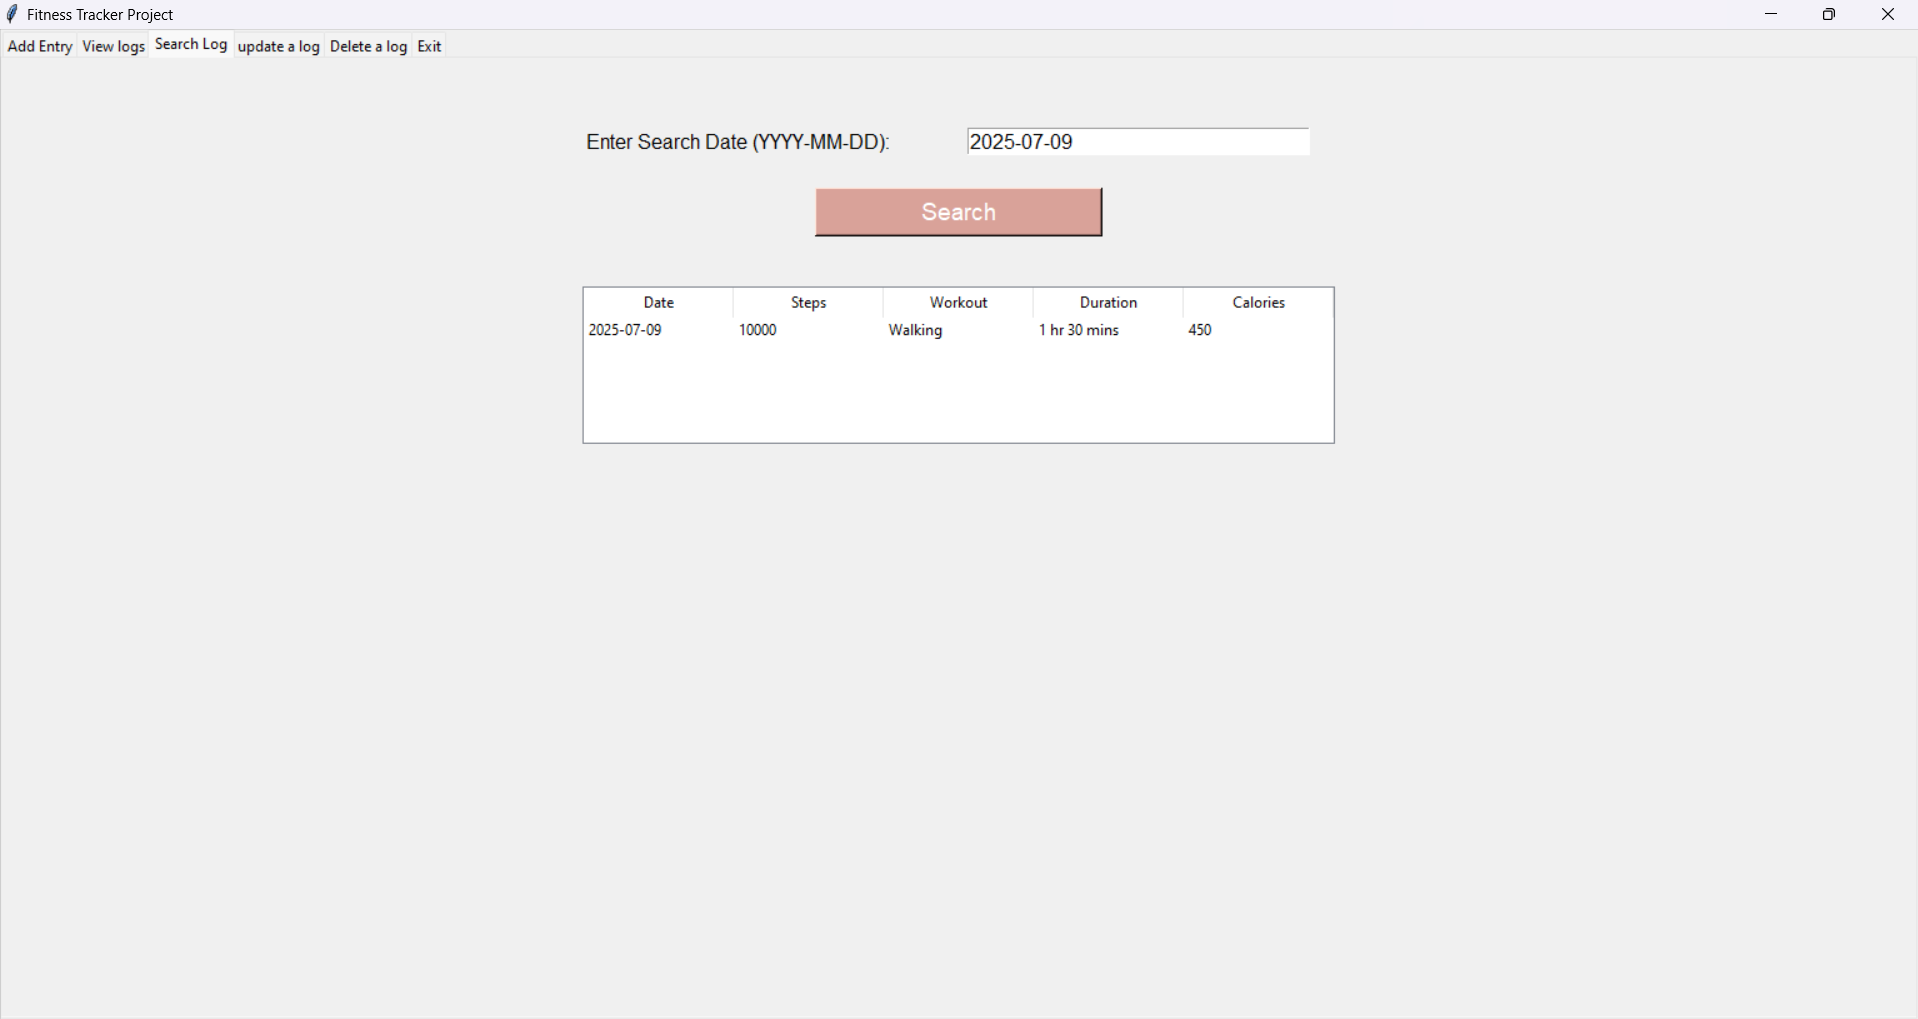 Fitness Tracker Project
Add Entry View logs Search Log update a log Delete a log Exit
Enter Search Date (YYYY-MM-DD): 2025-07-09
Search
Date Steps Workout Duration Calories
2025-07-09 10000 Walking 1 hr 30 mins 450